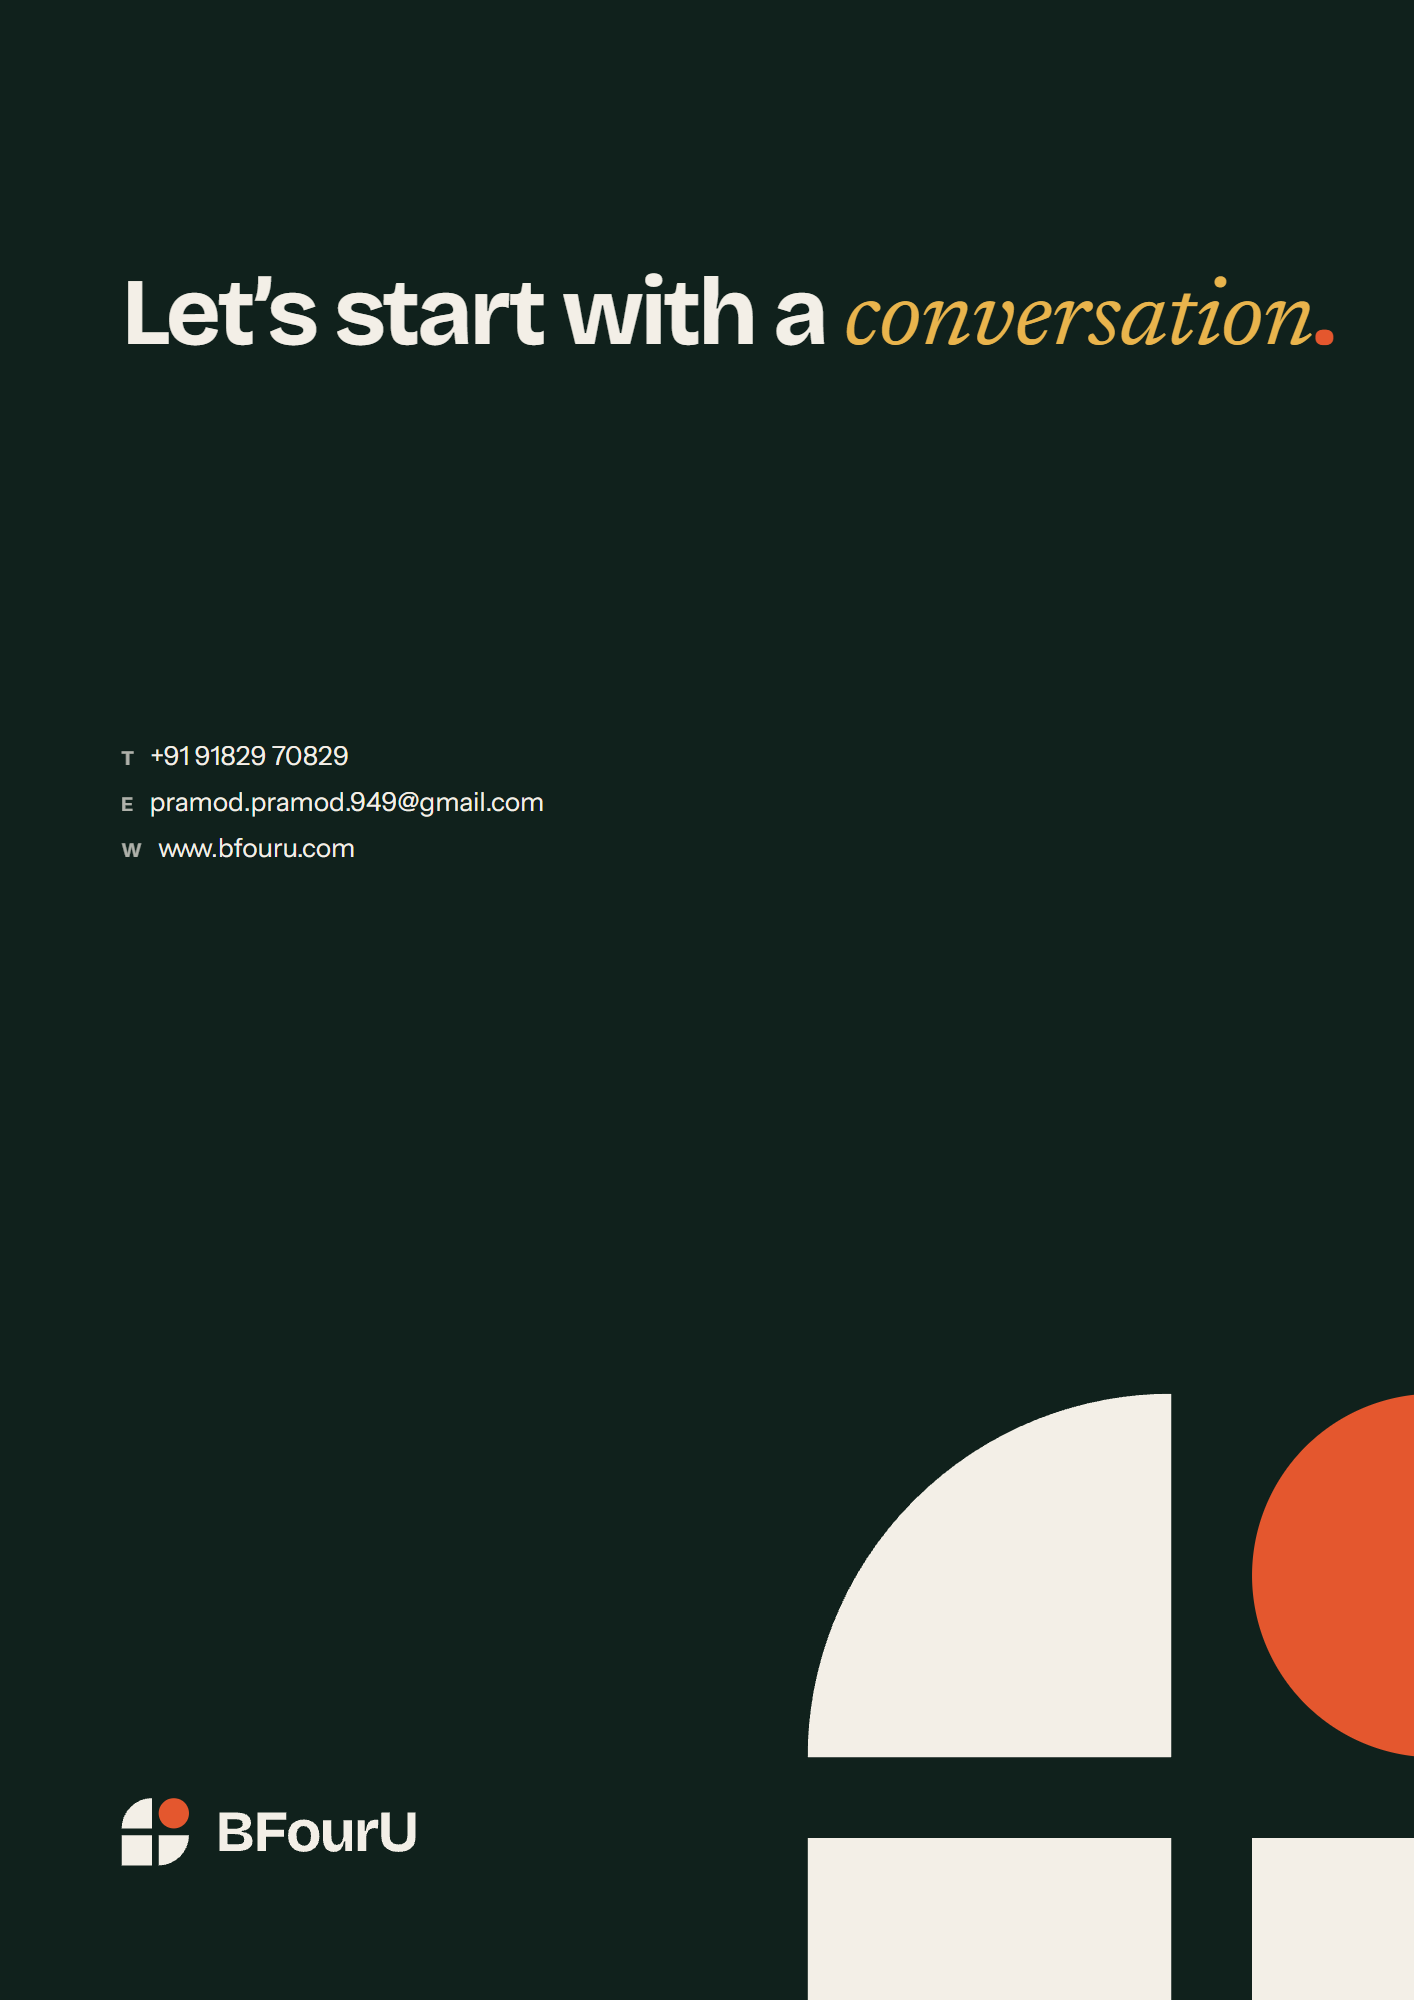 Let’s start with a conversation.
T +91 91829 70829
E pramod.pramod.949@gmail.com
W www.bfouru.com
BFourU